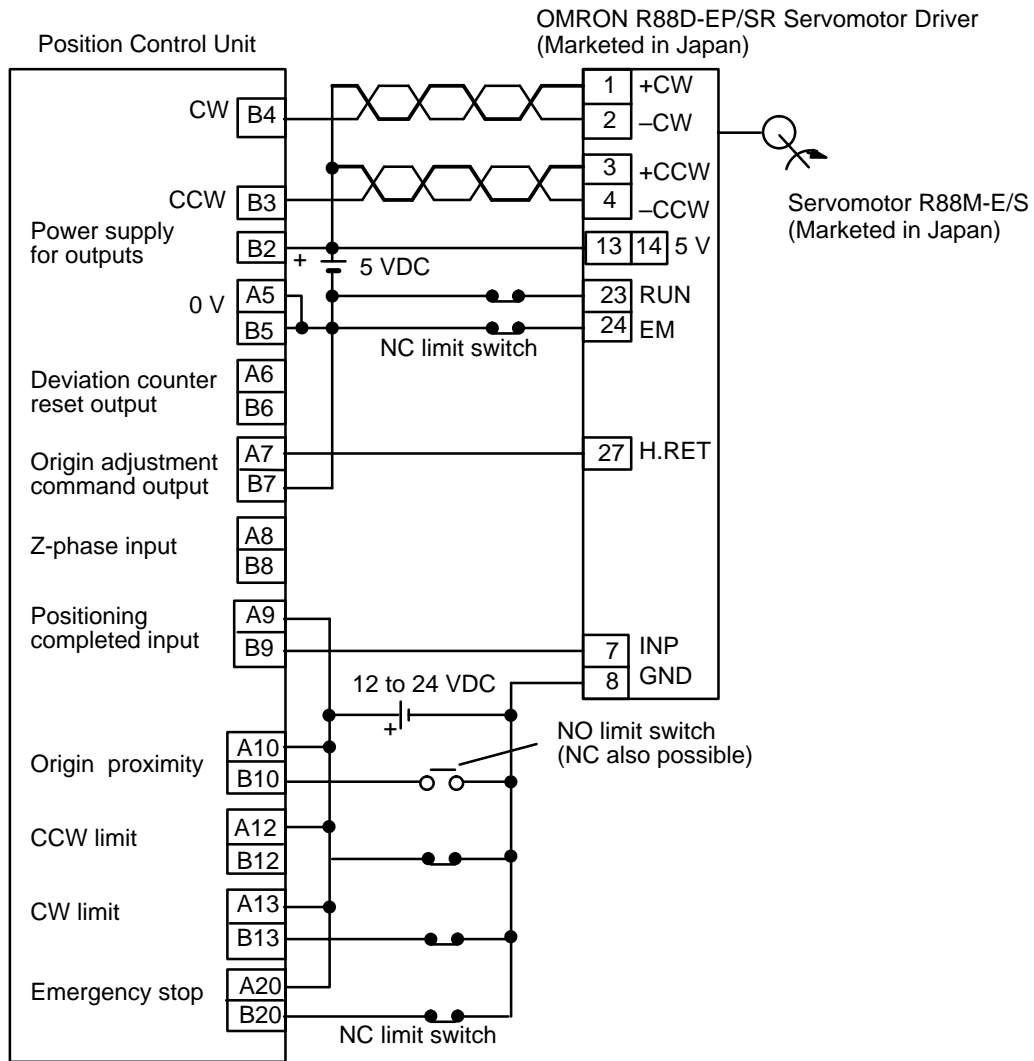 OMRON R88D-EP/SR Servomotor Driver
(Marketed in Japan)
Position Control Unit
CW B4
1 +CW
2 –CW
CCW B3
3 +CCW
4 –CCW
Servomotor R88M-E/S
(Marketed in Japan)
Power supply
for outputs
B2
+ 5 VDC
13 14 5 V
0 V
A5
B5
23 RUN
24 EM
NC limit switch
Deviation counter
reset output
A6
B6
Origin adjustment
command output
A7
B7
27 H.RET
Z-phase input
A8
B8
Positioning
completed input
A9
B9
7 INP
8 GND
12 to 24 VDC
+
NO limit switch
(NC also possible)
Origin proximity
A10
B10
CCW limit
A12
B12
CW limit
A13
B13
Emergency stop
A20
B20
NC limit switch